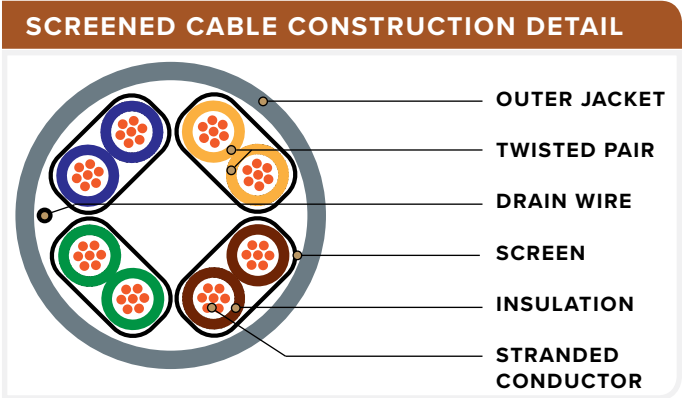 SCREENED CABLE CONSTRUCTION DETAIL
OUTER JACKET
TWISTED PAIR
DRAIN WIRE
SCREEN
INSULATION
STRANDED
CONDUCTOR